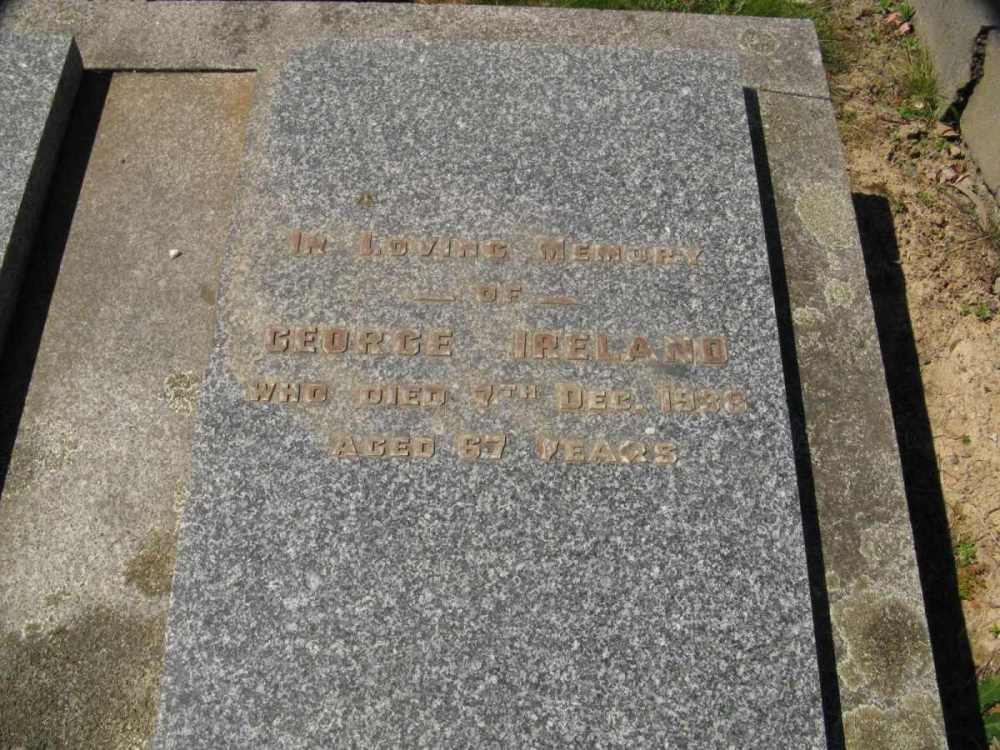 In Loving Memory
OF
GEORGE IRELAND
WHO DIED 7TH DEC.
AGED 67 YEARS